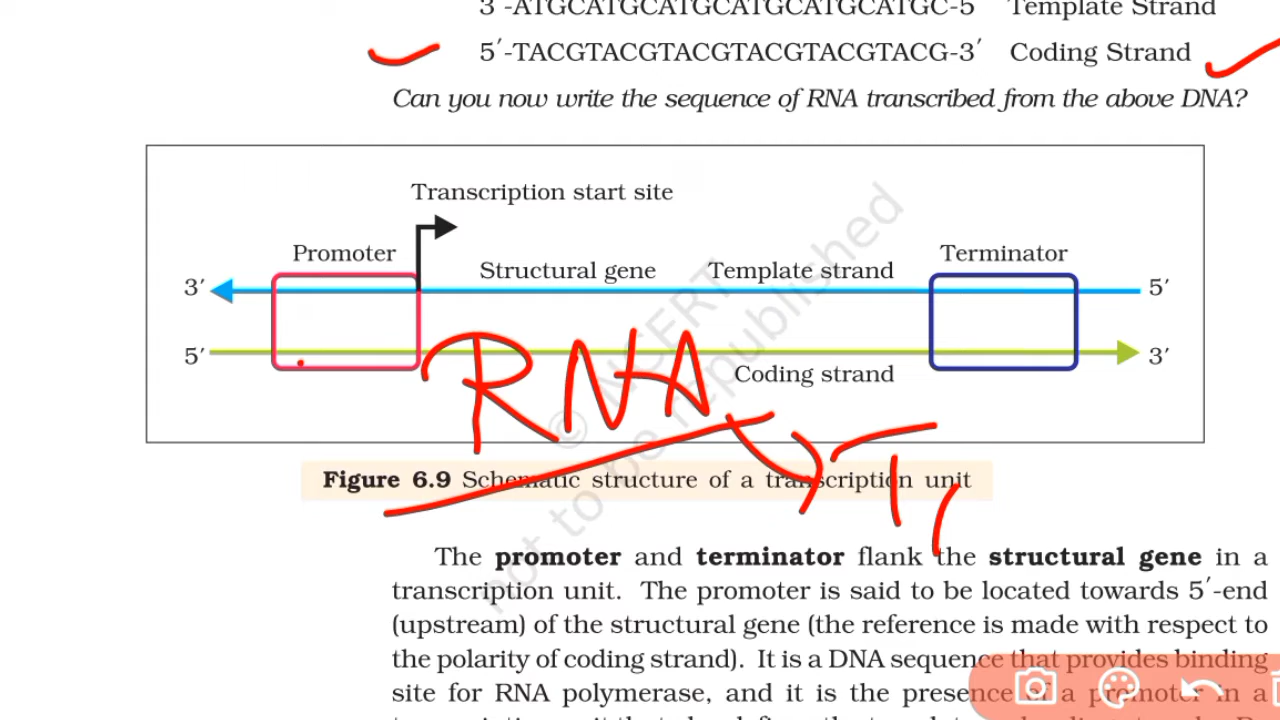 3′-ATGCATGCATGCATGCATGCATGC-5′ Template Strand
5′-TACGTACGTACGTACGTACGTACG-3′ Coding Strand
Can you now write the sequence of RNA transcribed from the above DNA?
Transcription start site
Promoter
Terminator
Structural gene
Template strand
3′
5′
5′
3′
RNA
Coding strand
© NCERT
not to be republished
Figure 6.9 Schematic structure of a transcription unit
The promoter and terminator flank the structural gene in a
transcription unit. The promoter is said to be located towards 5′-end
(upstream) of the structural gene (the reference is made with respect to
the polarity of coding strand). It is a DNA sequence that provides binding
site for RNA polymerase, and it is the presence of a promoter in a